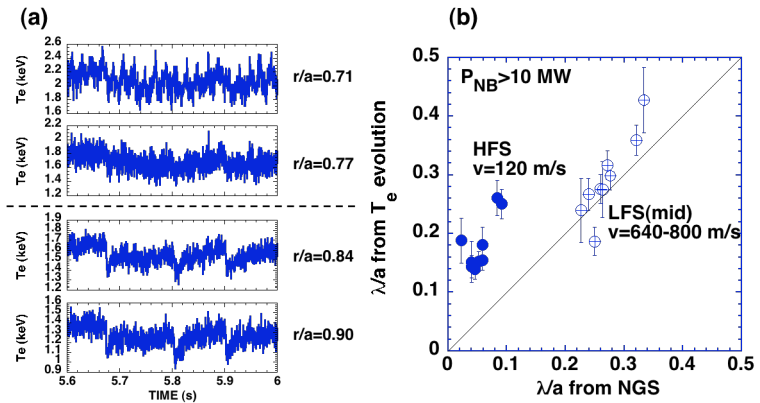 (a)
2.6
2.4
2.2
2.0
1.8
1.6
Te (keV)
r/a=0.71
2.2
2.0
1.8
1.6
1.4
1.2
Te (keV)
r/a=0.77
1.9
1.8
1.7
1.6
1.5
1.4
1.3
1.2
Te (keV)
r/a=0.84
1.6
1.5
1.4
1.3
1.2
1.1
0.9
Te (keV)
r/a=0.90
5.6 5.7 5.8 5.9 6
TIME (s)
(b)
0.5
0.4
0.3
0.2
0.1
0
λ/a from Te evolution
PNB>10 MW
HFS
v=120 m/s
LFS(mid)
v=640-800 m/s
0 0.1 0.2 0.3 0.4 0.5
λ/a from NGS